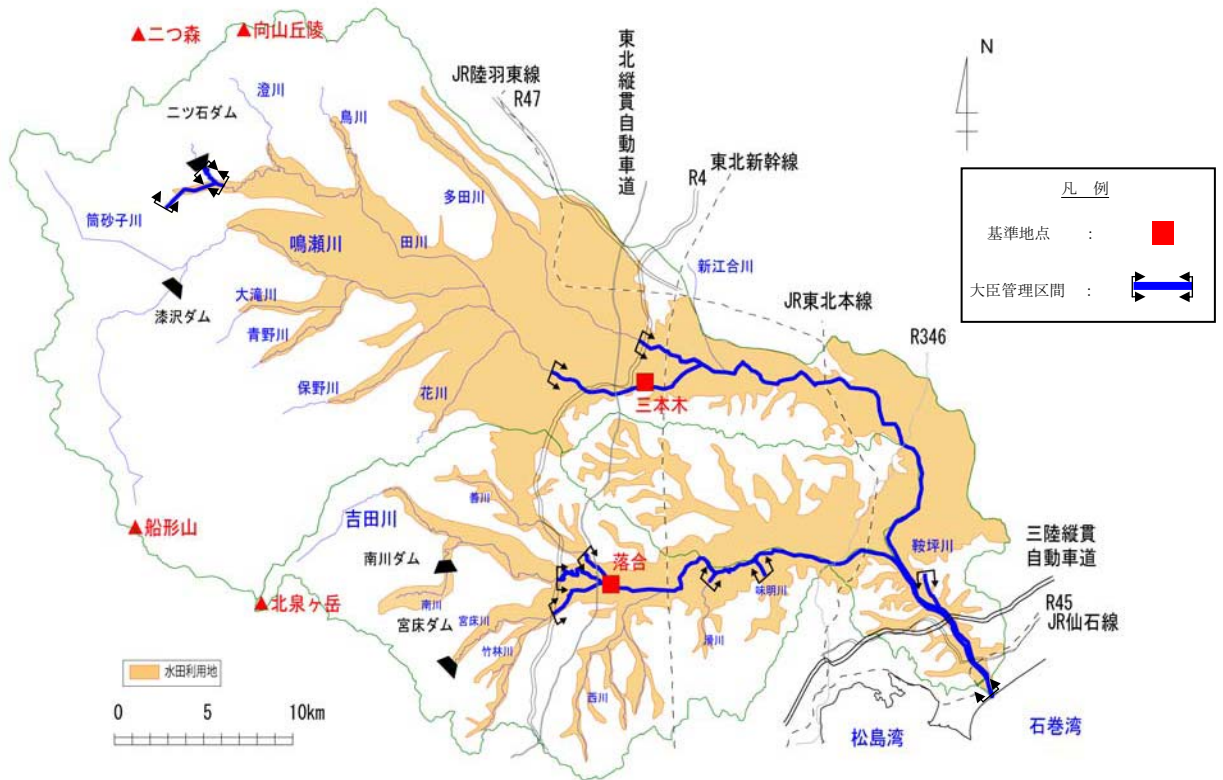 二つ森
向山丘陵
東北縦貫自動車道
N
JR陸羽東線
R47
澄川
二ツ石ダム
鳥川
東北新幹線
R4
多田川
凡 例
筒砂子川
基準地点 :
鳴瀬川
田川
新江合川
大臣管理区間 :
大滝川
JR東北本線
漆沢ダム
青野川
R346
保野川
花川
三本木
善川
船形山
吉田川
鞍坪川
三陸縦貫
自動車道
南川ダム
落合
味明川
北泉ヶ岳
南川
R45
宮床川
JR仙石線
宮床ダム
滑川
竹林川
水田利用地
西川
0 5 10km
石巻湾
松島湾